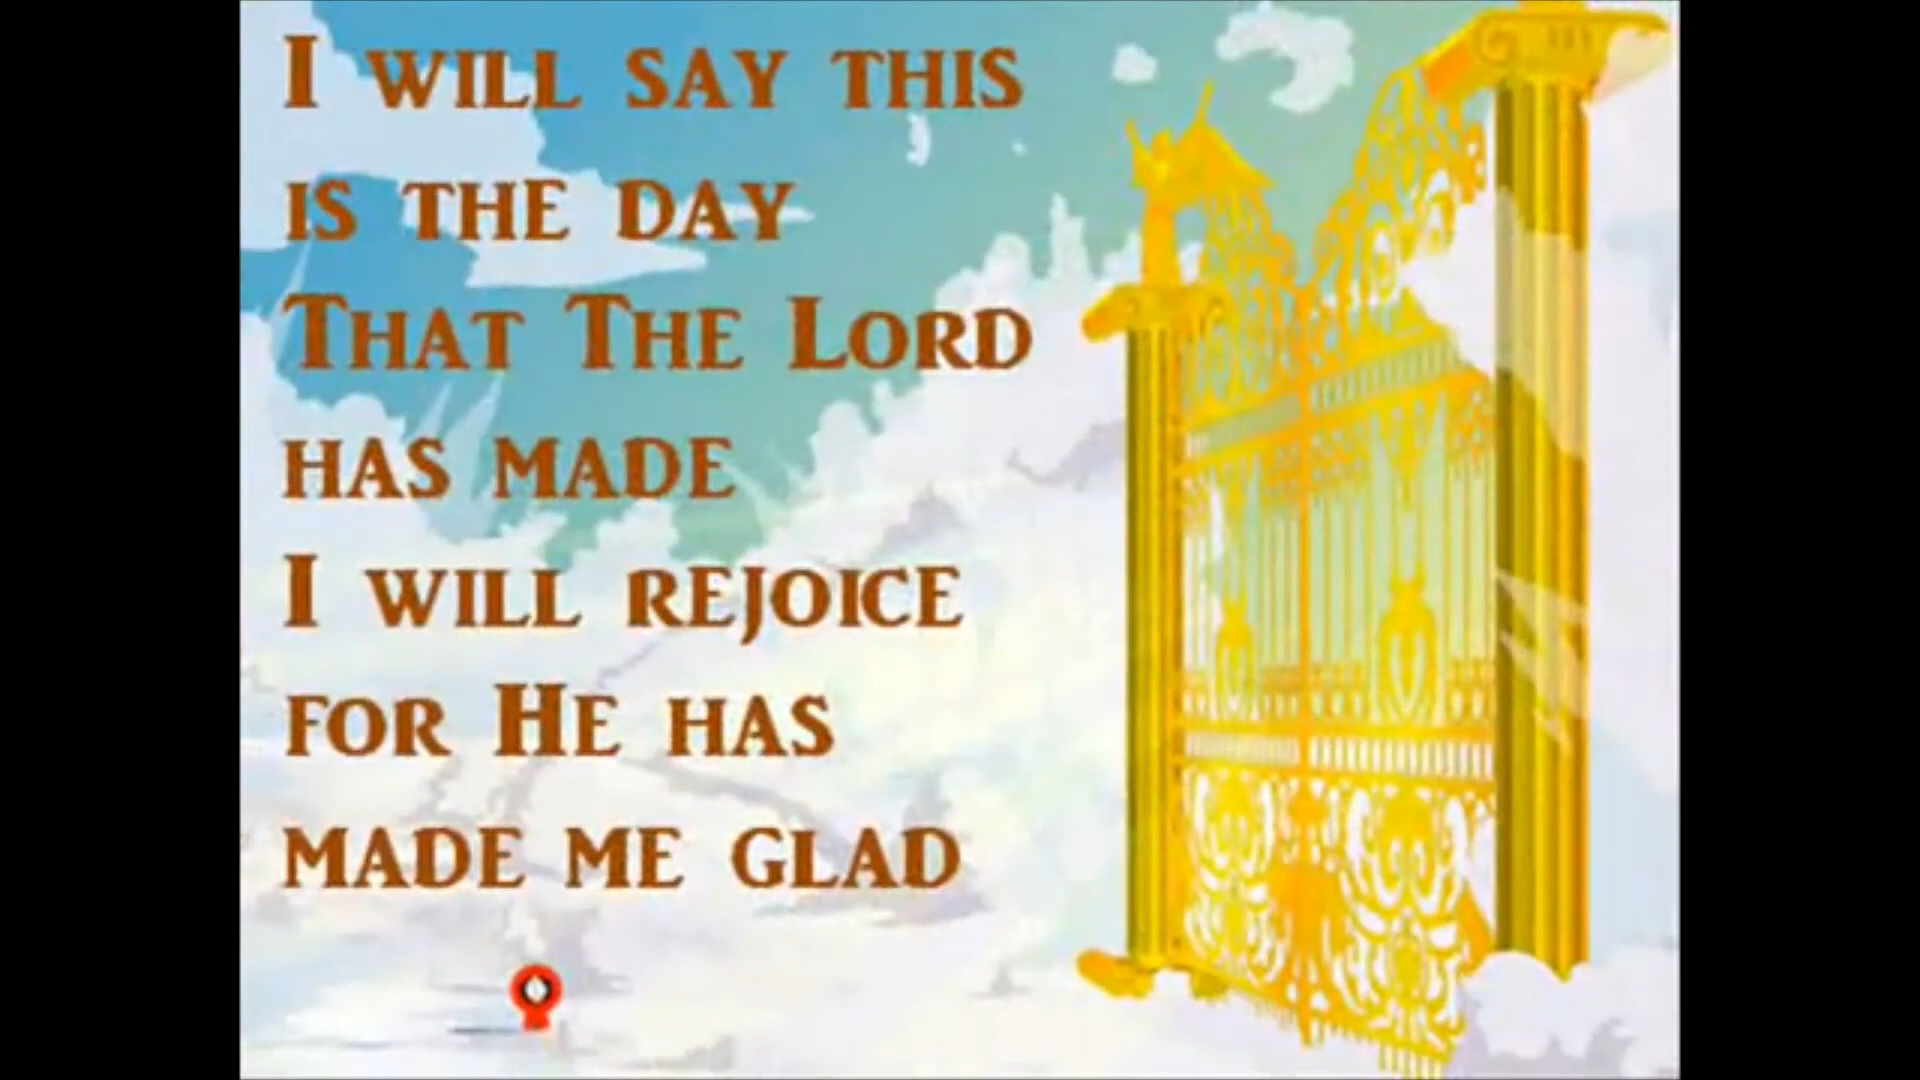 I WILL SAY THIS
IS THE DAY
THAT THE LORD
HAS MADE
I WILL REJOICE
FOR HE HAS
MADE ME GLAD